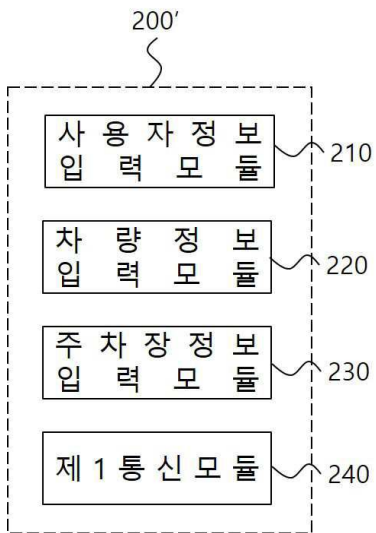 200’
사 용 자 정 보
입 력 모 듈
210
차 량 정 보
입 력 모 듈
220
주 차 장 정 보
입 력 모 듈
230
제 1 통 신 모 듈
240